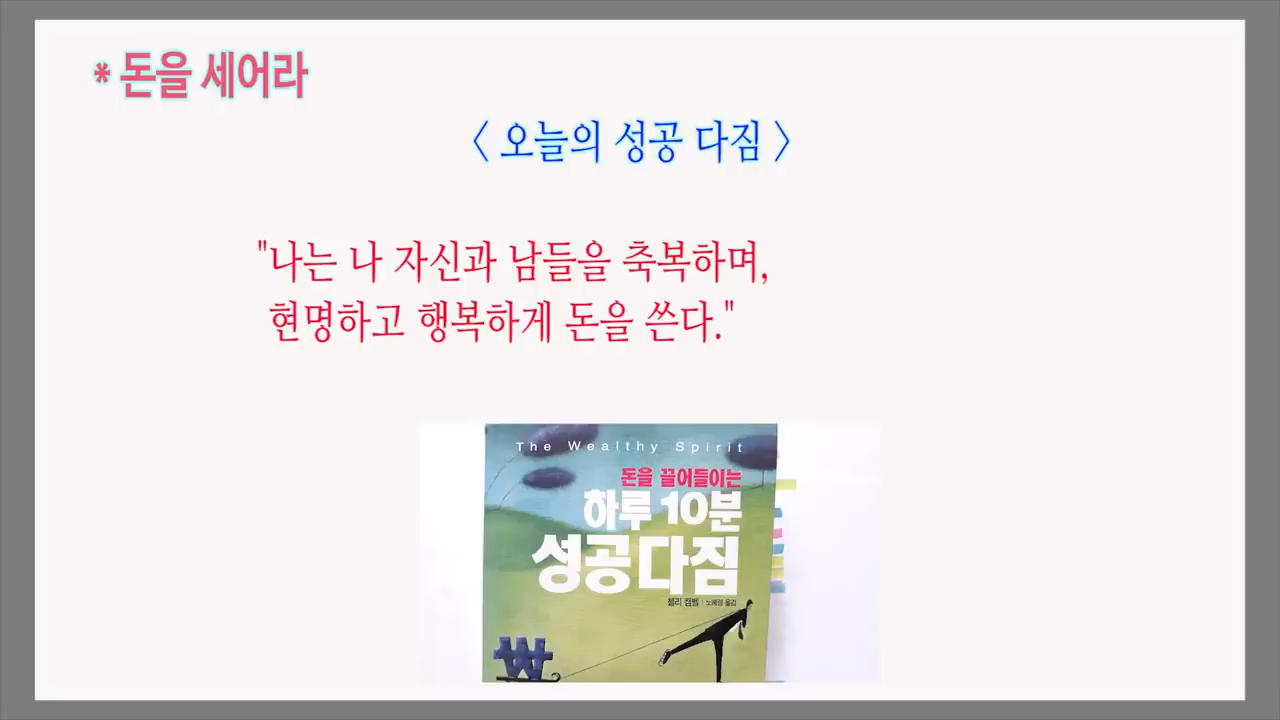 * 돈을 세어라
< 오늘의 성공 다짐 >
"나는 나 자신과 남들을 축복하며,
현명하고 행복하게 돈을 쓴다."
The Wealthy Spirit
돈을 끌어들이는
하루 10분
성공다짐
첼리 캠벨 | 노혜령 옮김